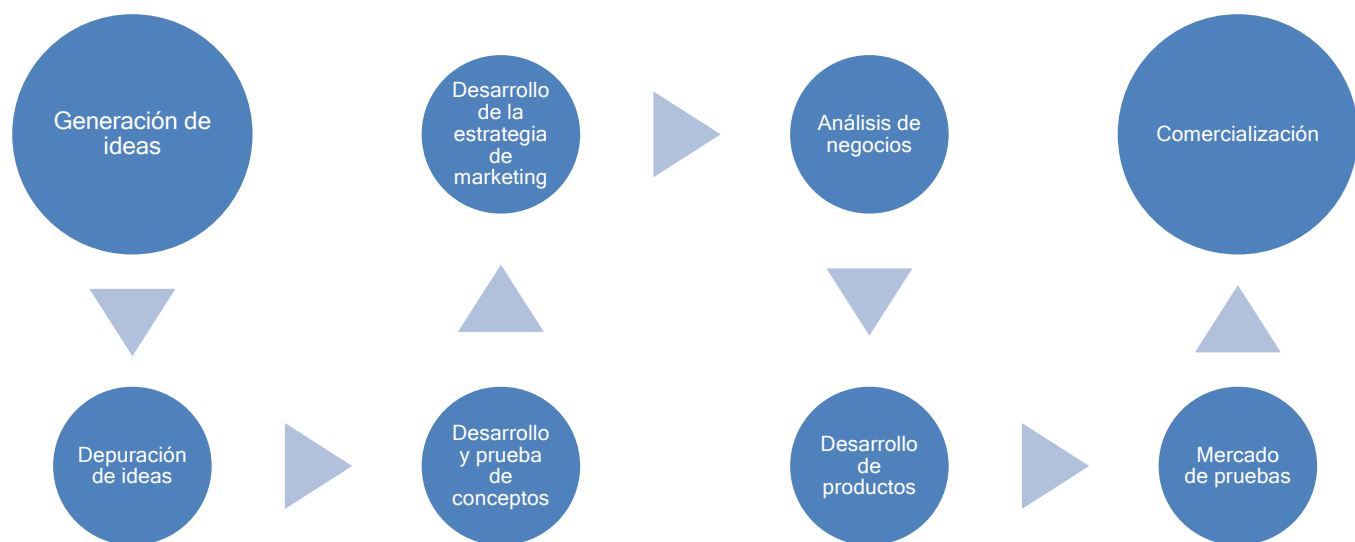 Generación de
ideas
Depuración
de ideas
Desarrollo
y prueba
de
conceptos
Desarrollo
de la
estrategia
de
marketing
Análisis de
negocios
Desarrollo
de
productos
Mercado
de pruebas
Comercialización